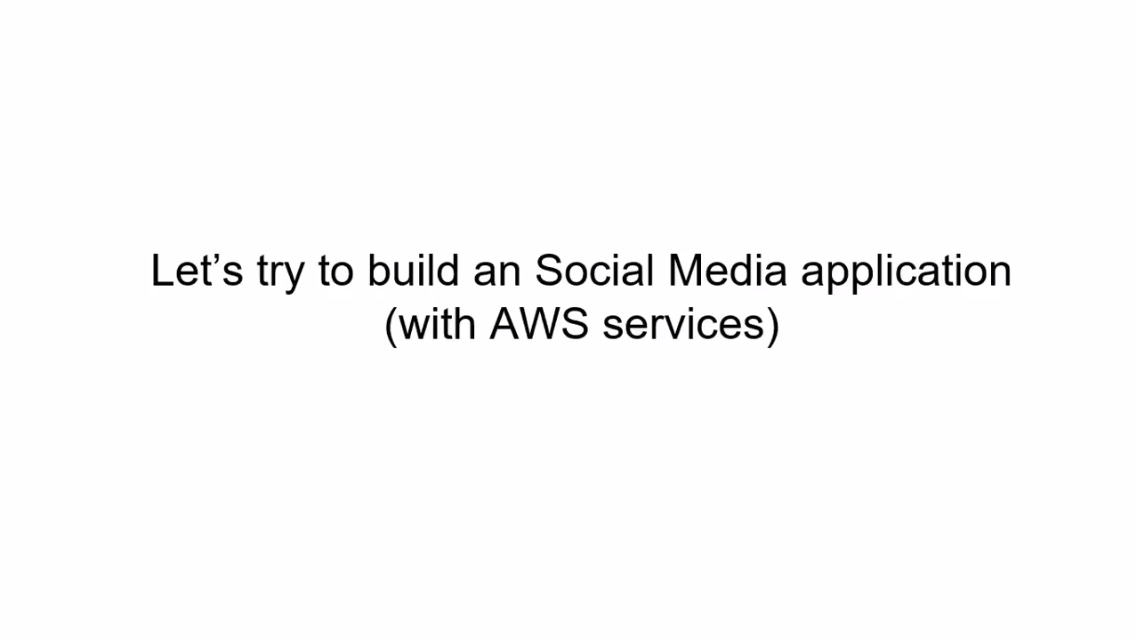 Let’s try to build an Social Media application
(with AWS services)